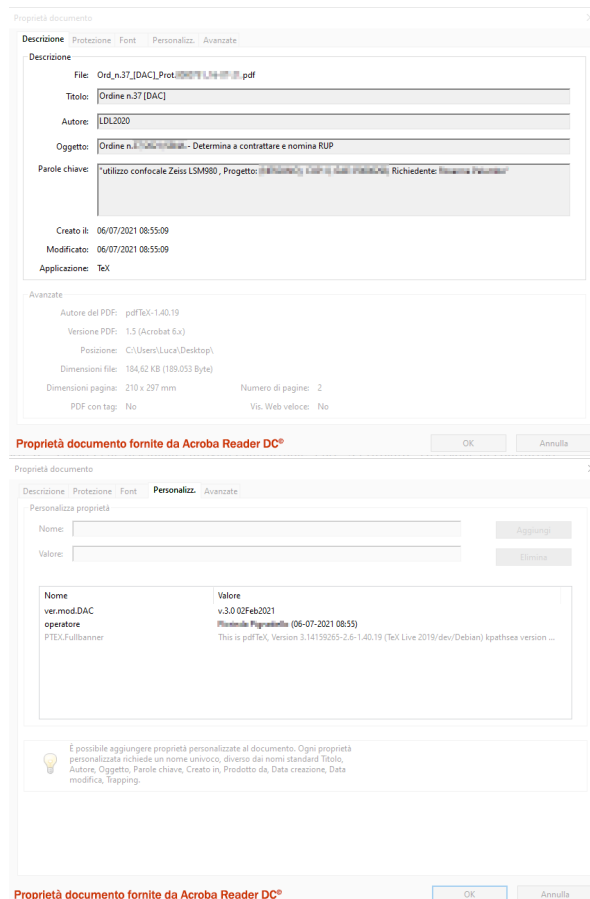 Proprietà documento
Descrizione Protezione Font Personalizz. Avanzate
Descrizione
File: Ord_n.37_[DAC]_Prot. .pdf
Titolo: Ordine n.37 [DAC]
Autore: LDL2020
Oggetto: Ordine n. - Determina a contrattare e nomina RUP
Parole chiave: "utilizzo confocale Zeiss LSM980 , Progetto: Richiedente:
Creato il: 06/07/2021 08:55:09
Modificato: 06/07/2021 08:55:09
Applicazione: TeX
Avanzate
Autore del PDF: pdfTeX-1.40.19
Versione PDF: 1.5 (Acrobat 6.x)
Posizione: C:\Users\Luca\Desktop\
Dimensioni file: 184,62 KB (189.053 Byte)
Dimensioni pagina: 210 x 297 mm Numero di pagine: 2
PDF con tag: No Vis. Web veloce: No
Proprietà documento fornite da Acroba Reader DC® OK Annulla
Proprietà documento
Descrizione Protezione Font Personalizz. Avanzate
Personalizza proprietà
Nome: Aggiungi
Valore: Elimina
Nome Valore
ver.mod.DAC v.3.0 02Feb2021
operatore (06-07-2021 08:55)
PTEX.Fullbanner This is pdfTeX, Version 3.14159265-2.6-1.40.19 (TeX Live 2019/dev/Debian) kpathsea version ...
È possibile aggiungere proprietà personalizzate al documento. Ogni proprietà
personalizzata richiede un nome univoco, diverso dai nomi standard Titolo,
Autore, Oggetto, Parole chiave, Creato in, Prodotto da, Data creazione, Data
modifica, Trapping.
Proprietà documento fornite da Acroba Reader DC® OK Annulla